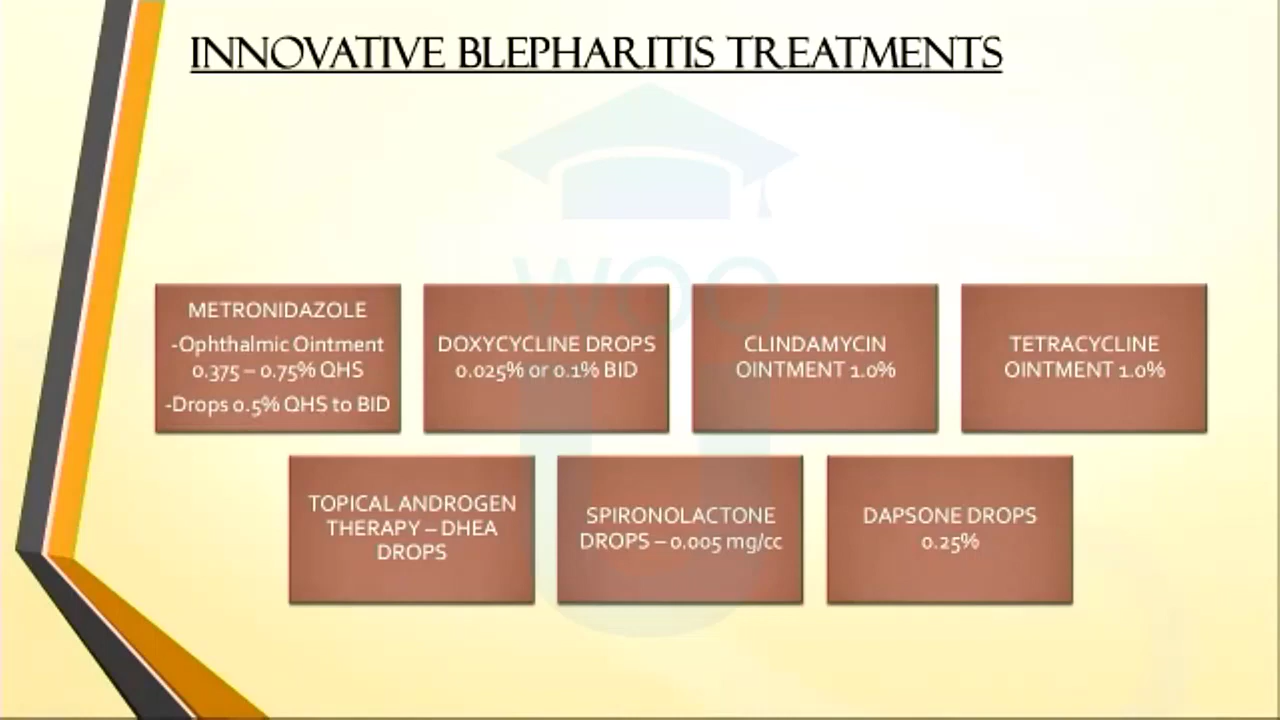 INNOVATIVE BLEPHARITIS TREATMENTS
METRONIDAZOLE
-Ophthalmic Ointment
0.375 – 0.75% QHS
-Drops 0.5% QHS to BID
DOXYCYCLINE DROPS
0.025% or 0.1% BID
CLINDAMYCIN
OINTMENT 1.0%
TETRACYCLINE
OINTMENT 1.0%
TOPICAL ANDROGEN
THERAPY – DHEA
DROPS
SPIRONOLACTONE
DROPS – 0.005 mg/cc
DAPSONE DROPS
0.25%
WOO
U